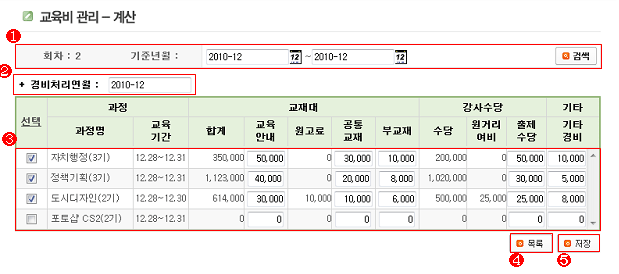 교육비 관리 - 계산
1
회차 : 2 기준년월 : 2010-12 12 ~ 2010-12 12 검색
2
+ 경비처리연월 : 2010-12
선택 과정 교재대 강사수당 기타
과정명 교육 기간 합계 교육 안내 원고료 공통 교재 부교재 수당 원거리 여비 출제 수당 기타 경비
3
자치행정(3기) 12.28~12.31 350,000 50,000 0 30,000 10,000 200,000 0 50,000 10,000
정책기획(3기) 12.28~12.31 1,123,000 40,000 0 20,000 8,000 1,020,000 0 30,000 5,000
도시디자인(2기) 12.28~12.30 614,000 30,000 10,000 10,000 6,000 500,000 25,000 25,000 8,000
포토샵 CS2(2기) 12.28~12.31 0 0 0 0 0 0 0 0 0
4 목록 5 저장